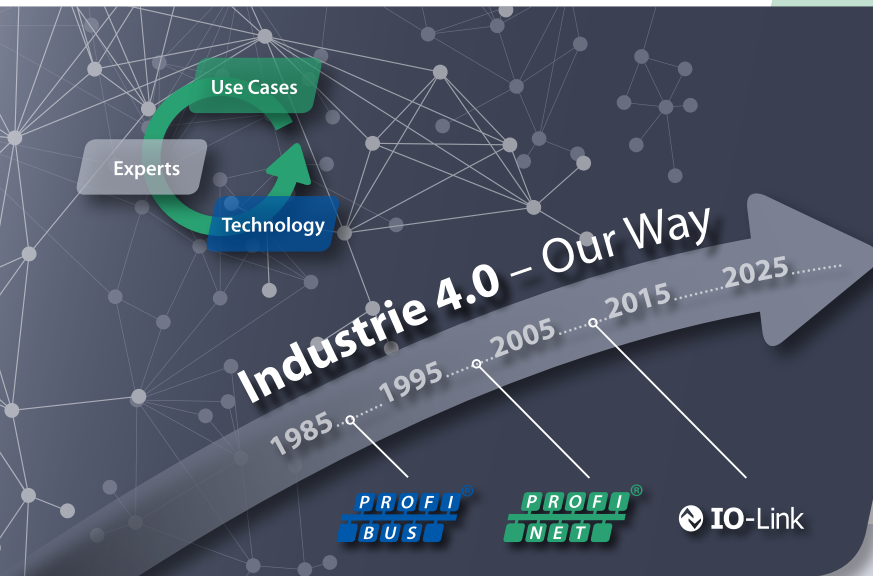 Use Cases
Experts
Technology
Industrie 4.0 – Our Way
1985 1995 2005 2015 2025
PROFI®
BUS
PROFI®
NET
IO-Link